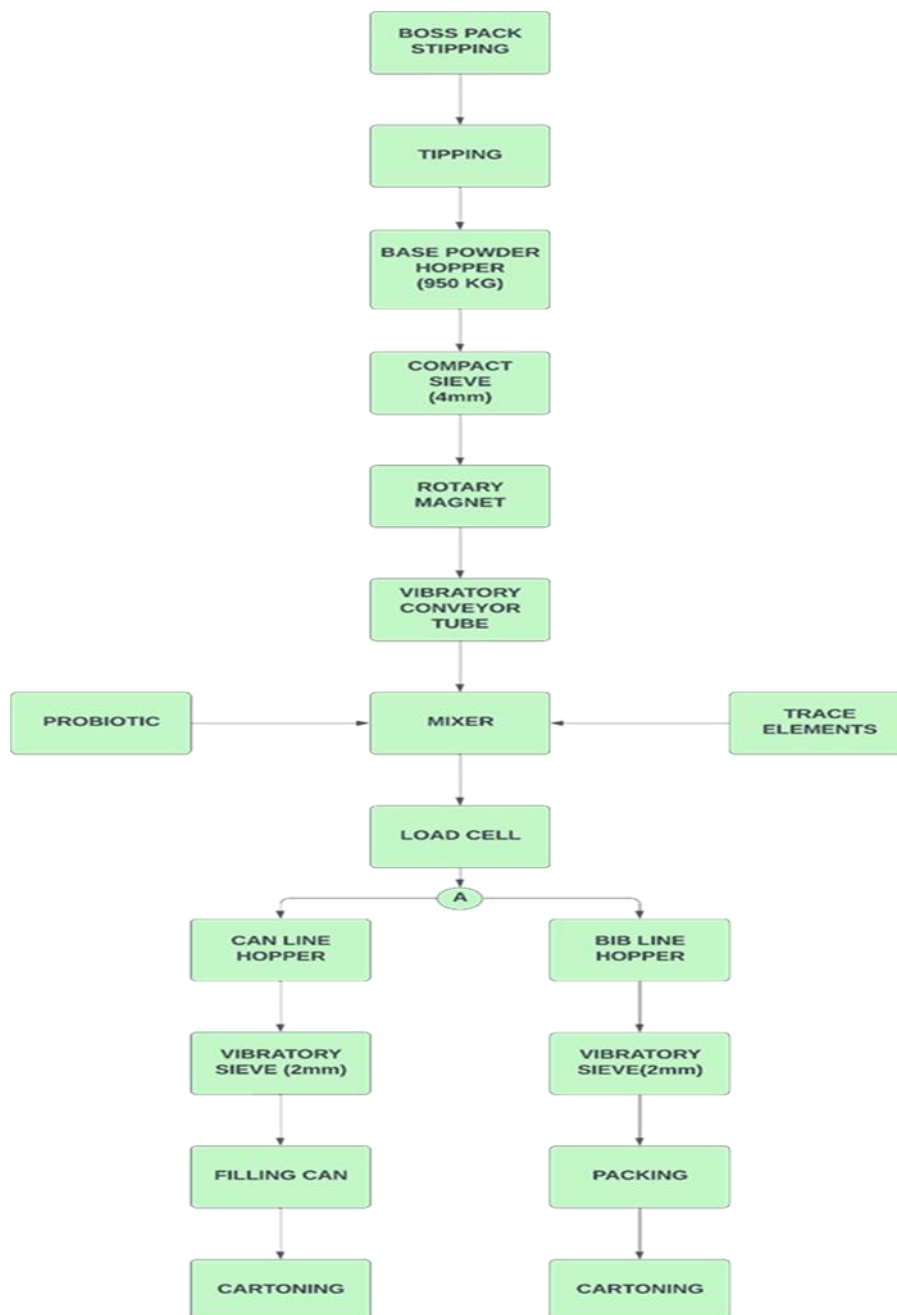 BOSS PACK
STIPPING
TIPPING
BASE POWDER
HOPPER
(950 KG)
COMPACT
SIEVE
(4mm)
ROTARY
MAGNET
VIBRATORY
CONVEYOR
TUBE
PROBIOTIC
MIXER
TRACE
ELEMENTS
LOAD CELL
A
CAN LINE
HOPPER
BIB LINE
HOPPER
VIBRATORY
SIEVE (2mm)
VIBRATORY
SIEVE(2mm)
FILLING CAN
PACKING
CARTONING
CARTONING